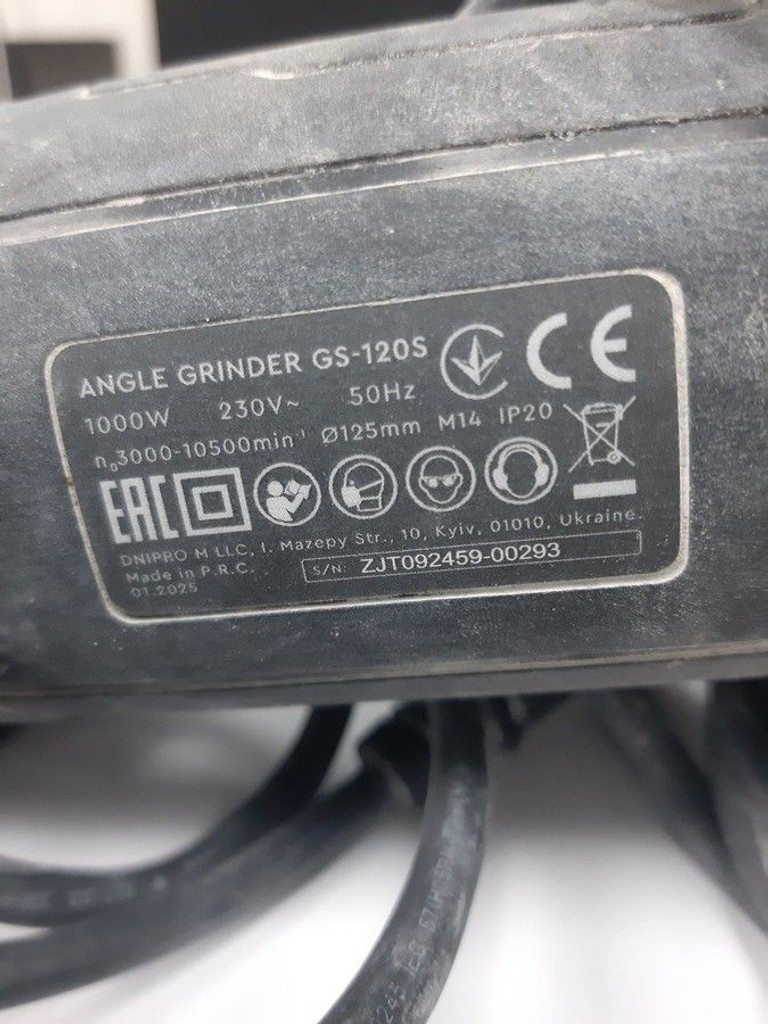 ANGLE GRINDER GS-120S
CE
1000W 230V~ 50Hz
n₀3000-10500min⁻¹ Ø125mm M14 IP20
EAC
DNIPRO M LLC, I. Mazepy Str., 10, Kyiv, 01010, Ukraine.
Made in P.R.C.
01.2025
S/N: ZJT092459-00293